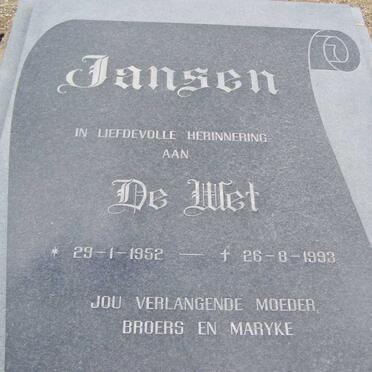 Jansen
IN LIEFDEVOLLE HERINNERING
AAN
De Wet
* 29-1-1952 — † 26-8-1993
JOU VERLANGENDE MOEDER,
BROERS EN MARYKE